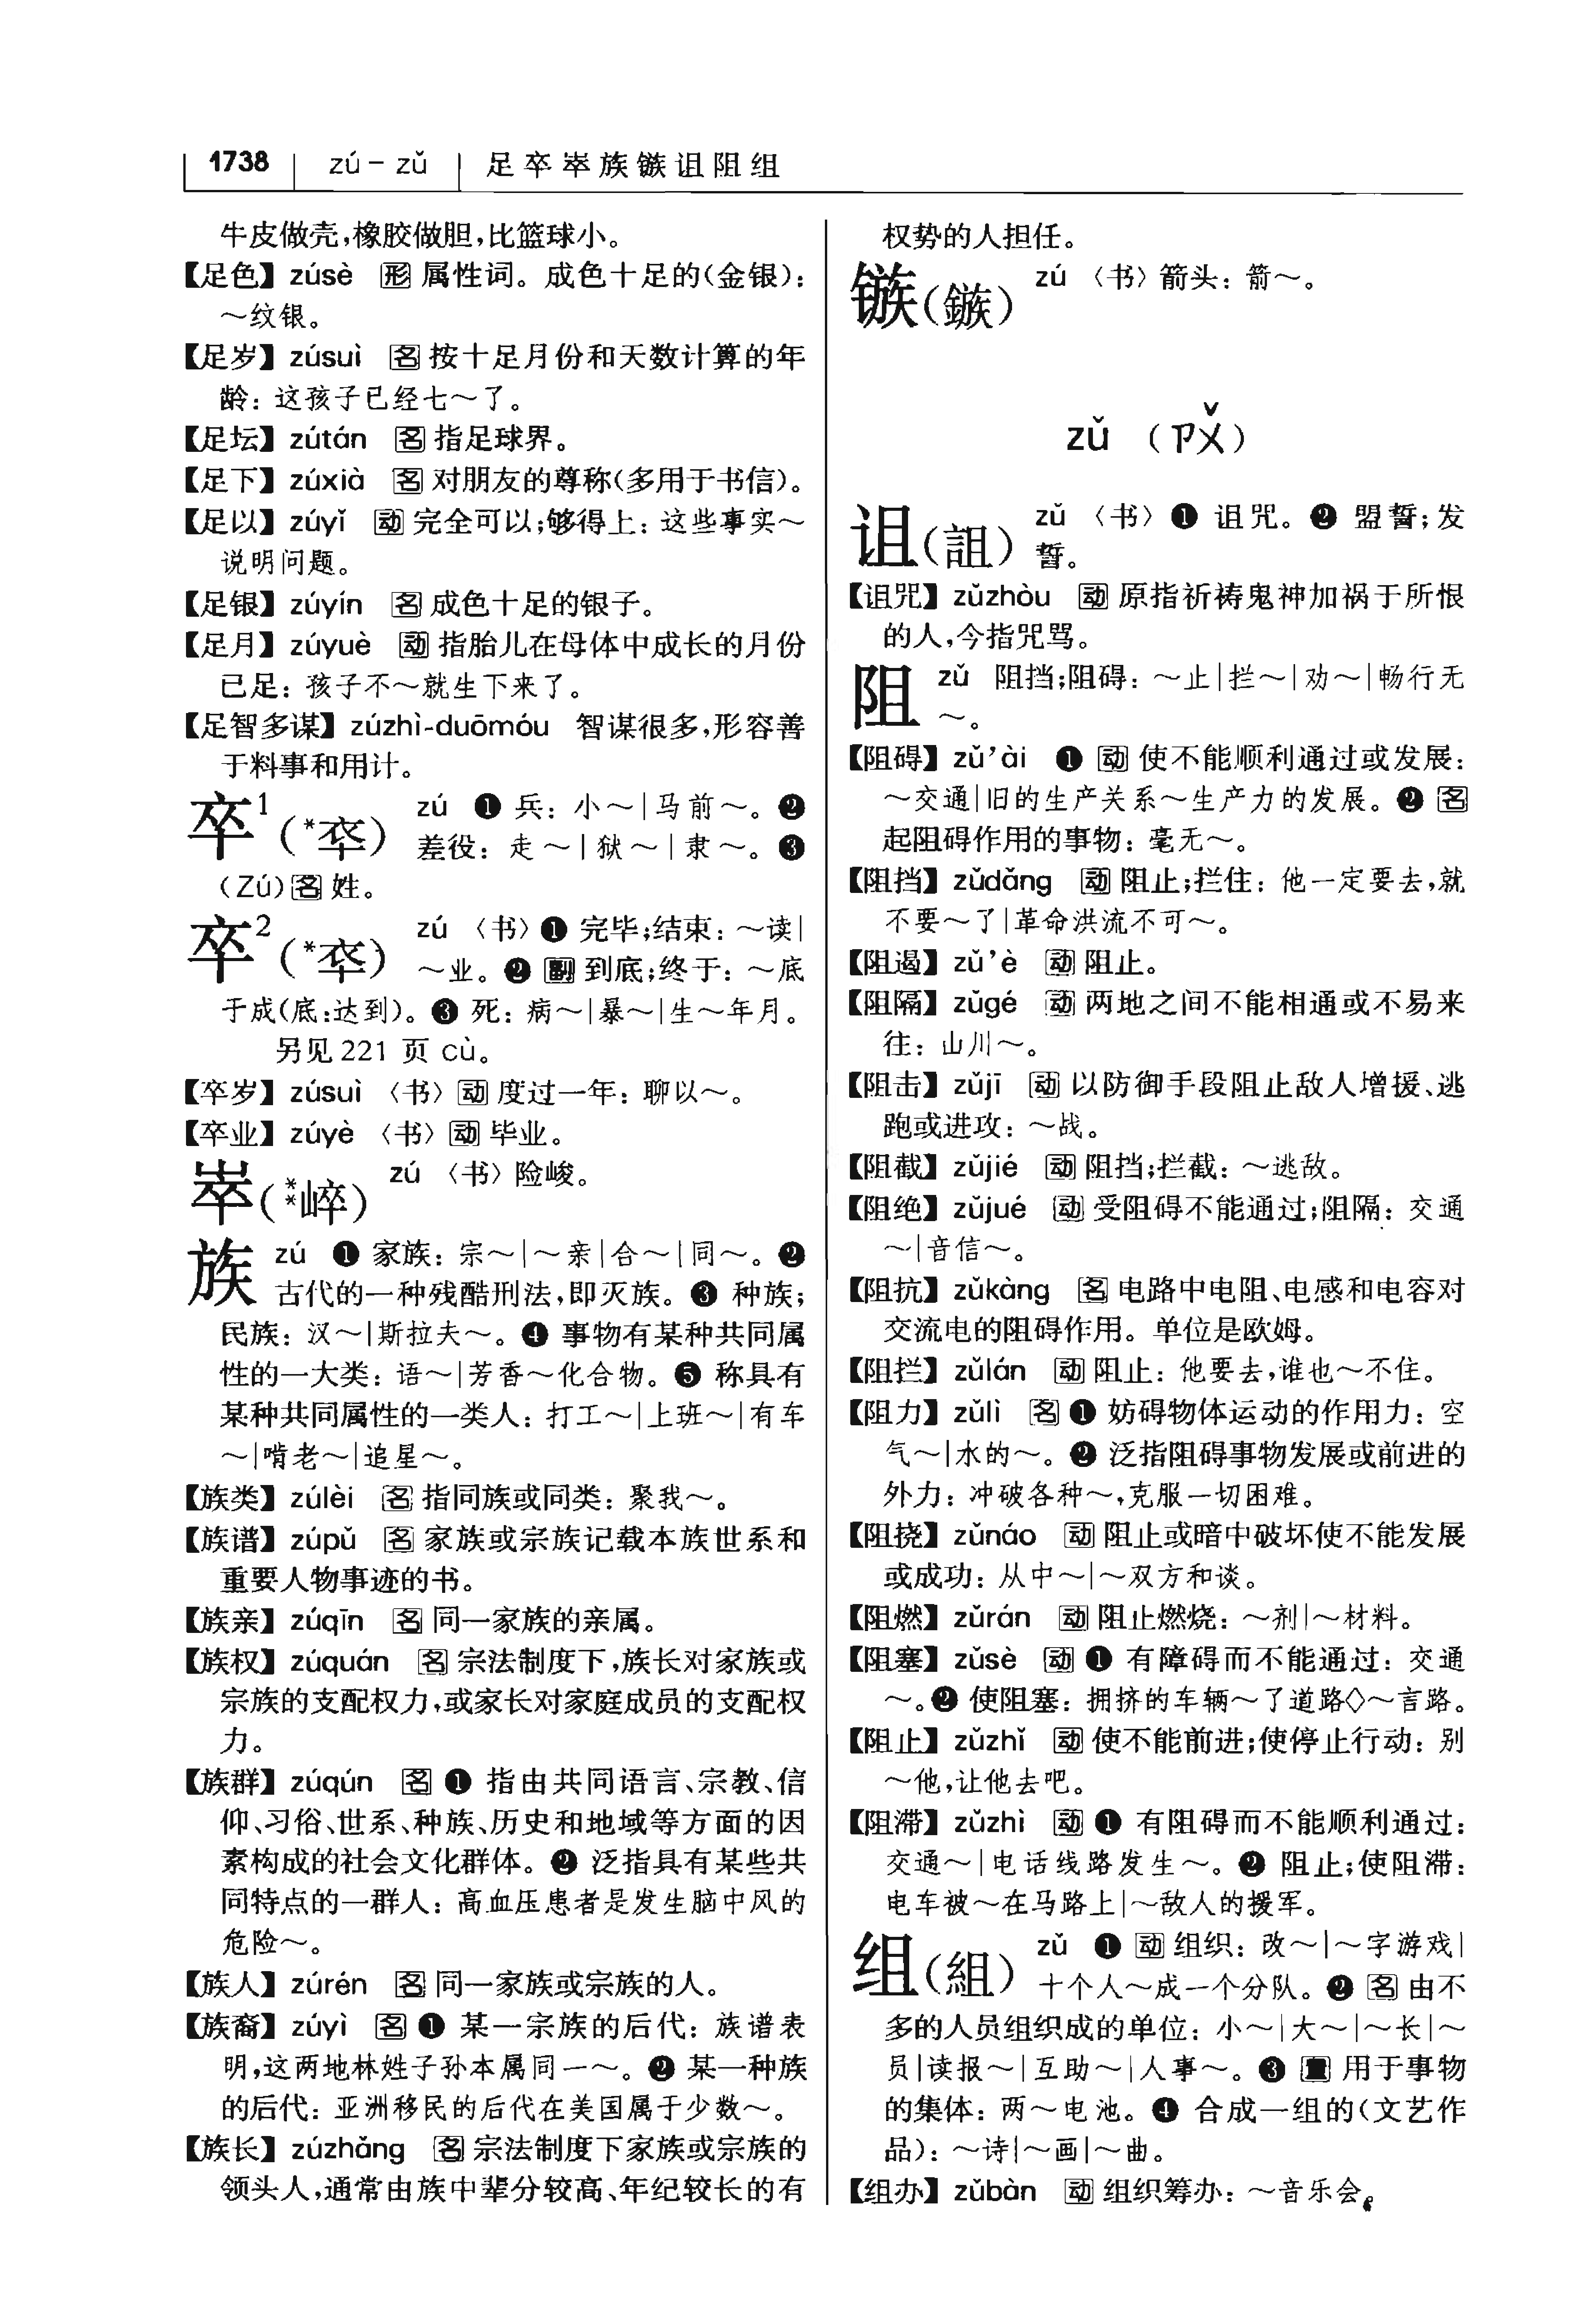 1738 zú－zǔ 足卒崒族镞诅阻组
牛皮做壳,橡胶做胆,比篮球小。
【足色】zúsè 形 属性词。成色十足的(金银):
～纹银。
【足岁】zúsuì 名 按十足月份和天数计算的年
龄: 这孩子已经七～了。
【足坛】zútán 名 指足球界。
【足下】zúxià 名 对朋友的尊称(多用于书信)。
【足以】zúyǐ 动 完全可以;够得上: 这些事实～
说明问题。
【足银】zúyín 名 成色十足的银子。
【足月】zúyuè 动 指胎儿在母体中成长的月份
已足: 孩子不～就生下来了。
【足智多谋】zúzhì-duōmóu 智谋很多,形容善
于料事和用计。
卒¹(*卆) zú ❶ 兵: 小～|马前～。❷
差役: 走～|狱～|隶～。❸
(Zú) 名 姓。
卒²(*卆) zú 〈书〉❶ 完毕;结束: ～读|
～业。❷ 副 到底;终于: ～底
于成(底:达到)。❸ 死: 病～|暴～|生～年月。
另见 221 页 cù。
【卒岁】zúsuì 〈书〉动 度过一年: 聊以～。
【卒业】zúyè 〈书〉动 毕业。
崒(**崪) zú 〈书〉险峻。
族 zú ❶ 家族: 宗～|～亲|合～|同～。❷
古代的一种残酷刑法,即灭族。❸ 种族;
民族: 汉～|斯拉夫～。❹ 事物有某种共同属
性的一大类: 语～|芳香～化合物。❺ 称具有
某种共同属性的一类人: 打工～|上班～|有车
～|啃老～|追星～。
【族类】zúlèi 名 指同族或同类: 聚我～。
【族谱】zúpǔ 名 家族或宗族记载本族世系和
重要人物事迹的书。
【族亲】zúqīn 名 同一家族的亲属。
【族权】zúquán 名 宗法制度下,族长对家族或
宗族的支配权力,或家长对家庭成员的支配权
力。
【族群】zúqún 名 ❶ 指由共同语言、宗教、信
仰、习俗、世系、种族、历史和地域等方面的因
素构成的社会文化群体。❷ 泛指具有某些共
同特点的一群人: 高血压患者是发生脑中风的
危险～。
【族人】zúrén 名 同一家族或宗族的人。
【族裔】zúyì 名 ❶ 某一宗族的后代: 族谱表
明,这两地林姓子孙本属同一～。❷ 某一种族
的后代: 亚洲移民的后代在美国属于少数～。
【族长】zúzhǎng 名 宗法制度下家族或宗族的
领头人,通常由族中辈分较高、年纪较长的有
权势的人担任。
镞(鏃) zú 〈书〉箭头: 箭～。
zǔ (ㄗㄨˇ)
诅(詛) zǔ 〈书〉❶ 诅咒。❷ 盟誓;发
誓。
【诅咒】zǔzhòu 动 原指祈祷鬼神加祸于所恨
的人,今指咒骂。
阻 zǔ 阻挡;阻碍: ～止|拦～|劝～|畅行无
～。
【阻碍】zǔ’ài ❶ 动 使不能顺利通过或发展:
～交通|旧的生产关系～生产力的发展。❷ 名
起阻碍作用的事物: 毫无～。
【阻挡】zǔdǎng 动 阻止;拦住: 他一定要去,就
不要～了|革命洪流不可～。
【阻遏】zǔ’è 动 阻止。
【阻隔】zǔgé 动 两地之间不能相通或不易来
往: 山川～。
【阻击】zǔjī 动 以防御手段阻止敌人增援、逃
跑或进攻: ～战。
【阻截】zǔjié 动 阻挡;拦截: ～逃敌。
【阻绝】zǔjué 动 受阻碍不能通过;阻隔: 交通
～|音信～。
【阻抗】zǔkàng 名 电路中电阻、电感和电容对
交流电的阻碍作用。单位是欧姆。
【阻拦】zǔlán 动 阻止: 他要去,谁也～不住。
【阻力】zǔlì 名 ❶ 妨碍物体运动的作用力: 空
气～|水的～。❷ 泛指阻碍事物发展或前进的
外力: 冲破各种～,克服一切困难。
【阻挠】zǔnáo 动 阻止或暗中破坏使不能发展
或成功: 从中～|～双方和谈。
【阻燃】zǔrán 动 阻止燃烧: ～剂|～材料。
【阻塞】zǔsè 动 ❶ 有障碍而不能通过: 交通
～。❷ 使阻塞: 拥挤的车辆～了道路◇～言路。
【阻止】zǔzhǐ 动 使不能前进;使停止行动: 别
～他,让他去吧。
【阻滞】zǔzhì 动 ❶ 有阻碍而不能顺利通过:
交通～|电话线路发生～。❷ 阻止;使阻滞:
电车被～在马路上|～敌人的援军。
组(組) zǔ ❶ 动 组织: 改～|～字游戏|
十个人～成一个分队。❷ 名 由不
多的人员组织成的单位: 小～|大～|～长|～
员|读报～|互助～|人事～。❸ 量 用于事物
的集体: 两～电池。❹ 合成一组的(文艺作
品): ～诗|～画|～曲。
【组办】zǔbàn 动 组织筹办: ～音乐会。